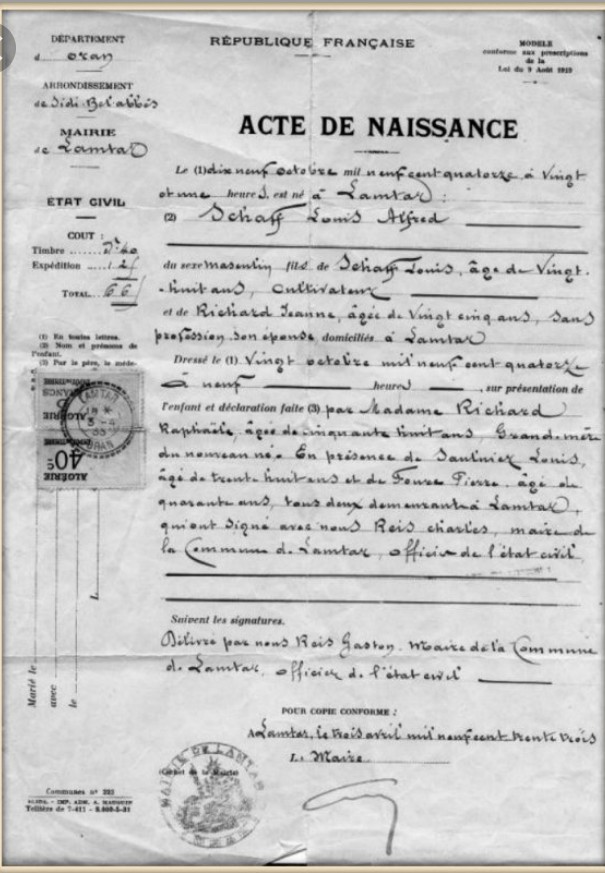 DÉPARTEMENT
d oran
ARRONDISSEMENT
de Sidi-Bel-abbès
MAIRIE
de Lamtar
ÉTAT CIVIL
COUT :
Timbre
Expédition
TOTAL
(1) En toutes lettres.
(2) Nom et prénoms de
l'enfant.
(3) Par le père, le méde-
RÉPUBLIQUE FRANÇAISE
MODELE
conforme aux prescriptions
de la
Loi du 9 Août 1919
ACTE DE NAISSANCE
Le (1) dix neuf octobre mil neuf cent quatorze à Vingt
et une heures est né à Lamtar :
(2) Schaff Louis Alfred
du sexe masculin fils de Schaff Louis, âgé de Vingt-
huit ans, Cultivateur
et de Richard Jeanne, âgée de Vingt cinq ans, sans
profession son épouse domiciliés à Lamtar
Dressé le (1) Vingt octobre mil neuf cent quatorze
à neuf heures, sur présentation de
l'enfant et déclaration faite (3) par Madame Richard
Raphaële, âgée de cinquante huit ans, Grand-mère
du nouveau né. En présence de Saulnier Louis,
âgé de trente huit ans et de Pierre, âgé de
quarante ans, tous deux demeurant à Lamtar,
qui ont signé avec nous Reis charles, maire de
la Commune de Lamtar, officier de l'état civil
Suivent les signatures.
Délivré par nous Reis Gaston, Maire de la Commune
de Lamtar, officier de l'état civil
POUR COPIE CONFORME :
A Lamtar, le trois avril mil neuf cent trente trois
Le Maire
(Cachet de la Mairie)
MAIRIE DE LAMTAR
ALGÉRIE
40c
LAMTAR
ORAN
Marié le
avec
le
Communes n° 223